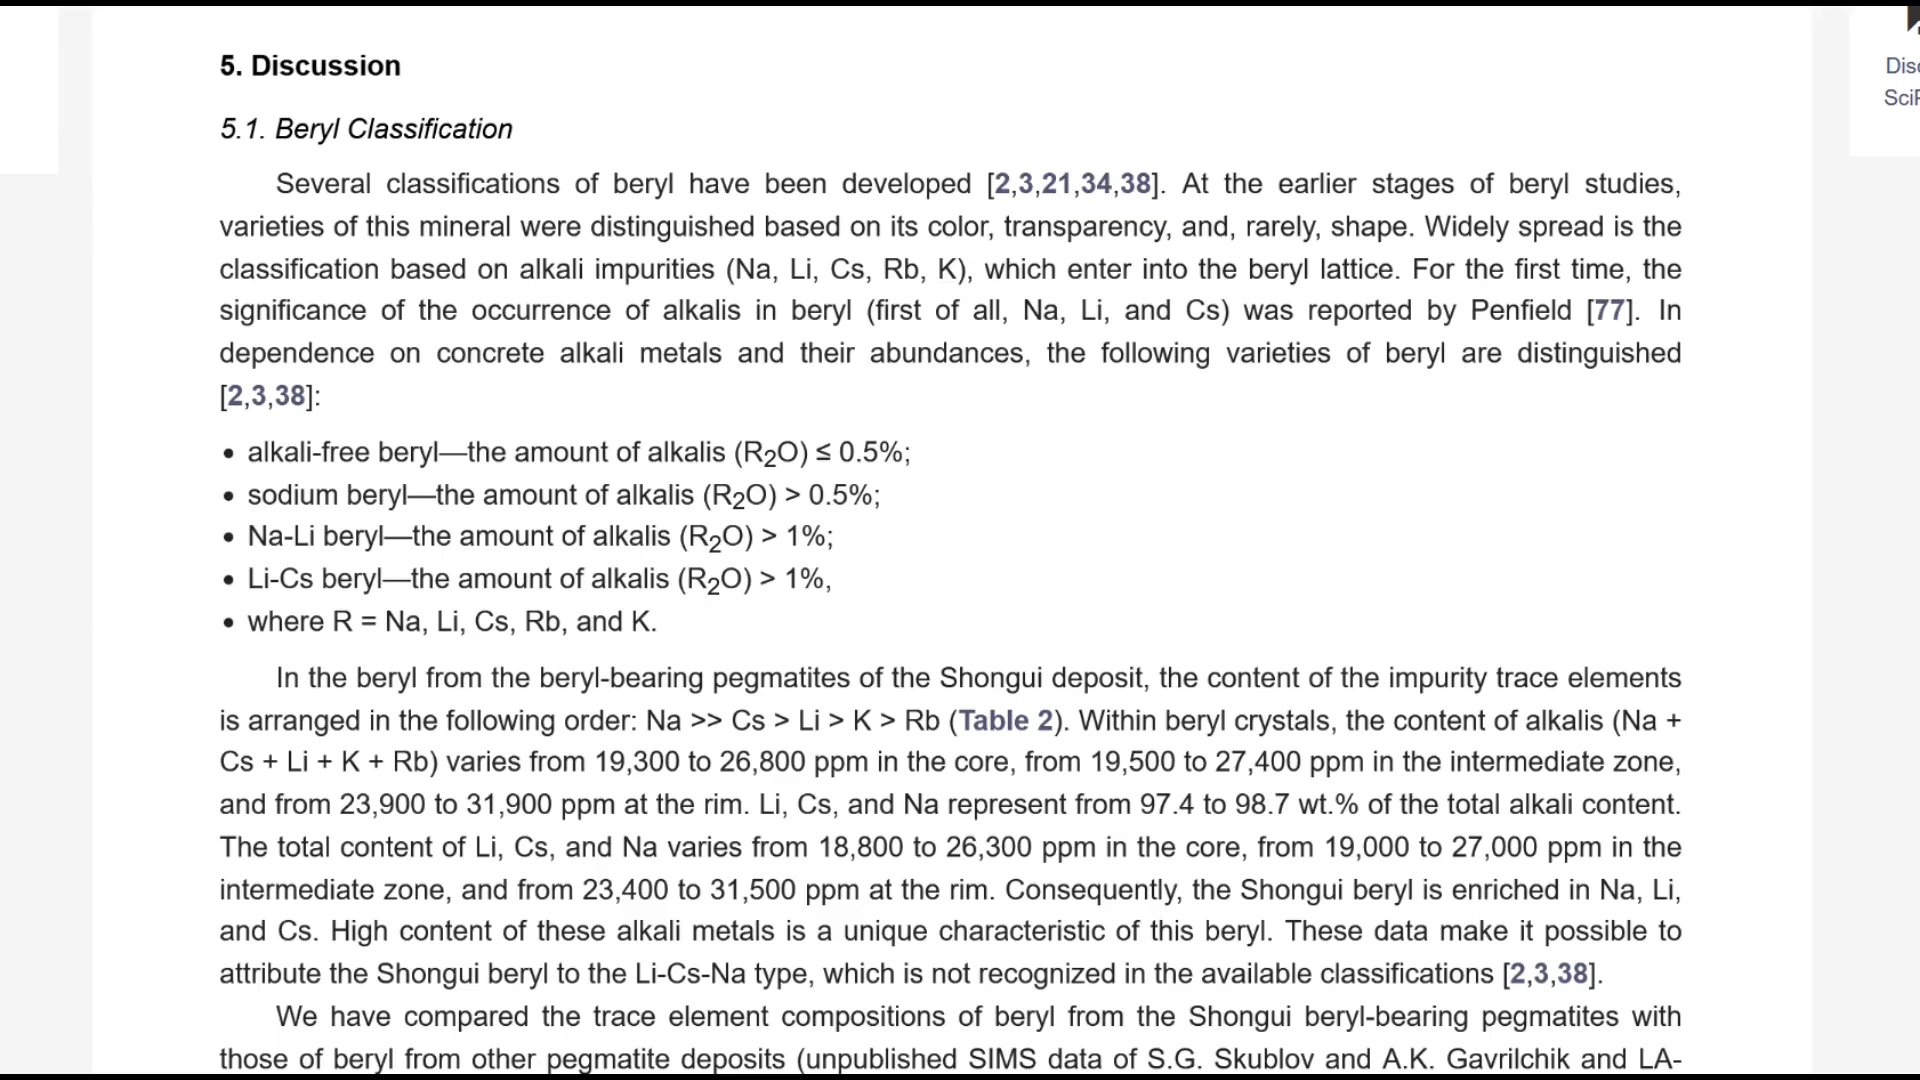 5. Discussion
5.1. Beryl Classification
Several classifications of beryl have been developed [2,3,21,34,38]. At the earlier stages of beryl studies,
varieties of this mineral were distinguished based on its color, transparency, and, rarely, shape. Widely spread is the
classification based on alkali impurities (Na, Li, Cs, Rb, K), which enter into the beryl lattice. For the first time, the
significance of the occurrence of alkalis in beryl (first of all, Na, Li, and Cs) was reported by Penfield [77]. In
dependence on concrete alkali metals and their abundances, the following varieties of beryl are distinguished
[2,3,38]:
• alkali-free beryl—the amount of alkalis (R₂O) ≤ 0.5%;
• sodium beryl—the amount of alkalis (R₂O) > 0.5%;
• Na-Li beryl—the amount of alkalis (R₂O) > 1%;
• Li-Cs beryl—the amount of alkalis (R₂O) > 1%,
• where R = Na, Li, Cs, Rb, and K.
In the beryl from the beryl-bearing pegmatites of the Shongui deposit, the content of the impurity trace elements
is arranged in the following order: Na >> Cs > Li > K > Rb (Table 2). Within beryl crystals, the content of alkalis (Na +
Cs + Li + K + Rb) varies from 19,300 to 26,800 ppm in the core, from 19,500 to 27,400 ppm in the intermediate zone,
and from 23,900 to 31,900 ppm at the rim. Li, Cs, and Na represent from 97.4 to 98.7 wt.% of the total alkali content.
The total content of Li, Cs, and Na varies from 18,800 to 26,300 ppm in the core, from 19,000 to 27,000 ppm in the
intermediate zone, and from 23,400 to 31,500 ppm at the rim. Consequently, the Shongui beryl is enriched in Na, Li,
and Cs. High content of these alkali metals is a unique characteristic of this beryl. These data make it possible to
attribute the Shongui beryl to the Li-Cs-Na type, which is not recognized in the available classifications [2,3,38].
We have compared the trace element compositions of beryl from the Shongui beryl-bearing pegmatites with
those of beryl from other pegmatite deposits (unpublished SIMS data of S.G. Skublov and A.K. Gavrilchik and LA-